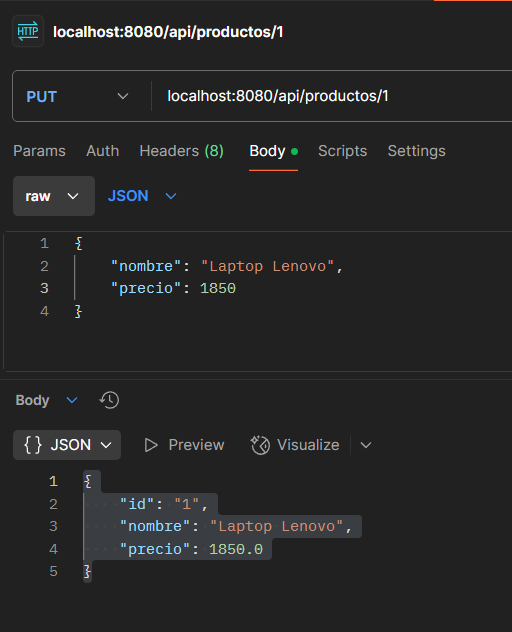 HTTP localhost:8080/api/productos/1
PUT localhost:8080/api/productos/1
Params Auth Headers (8) Body Scripts Settings
raw JSON
1 {
2 "nombre": "Laptop Lenovo",
3 "precio": 1850
4 }
Body
{} JSON Preview Visualize
1 {
2 "id": "1",
3 "nombre": "Laptop Lenovo",
4 "precio": 1850.0
5 }